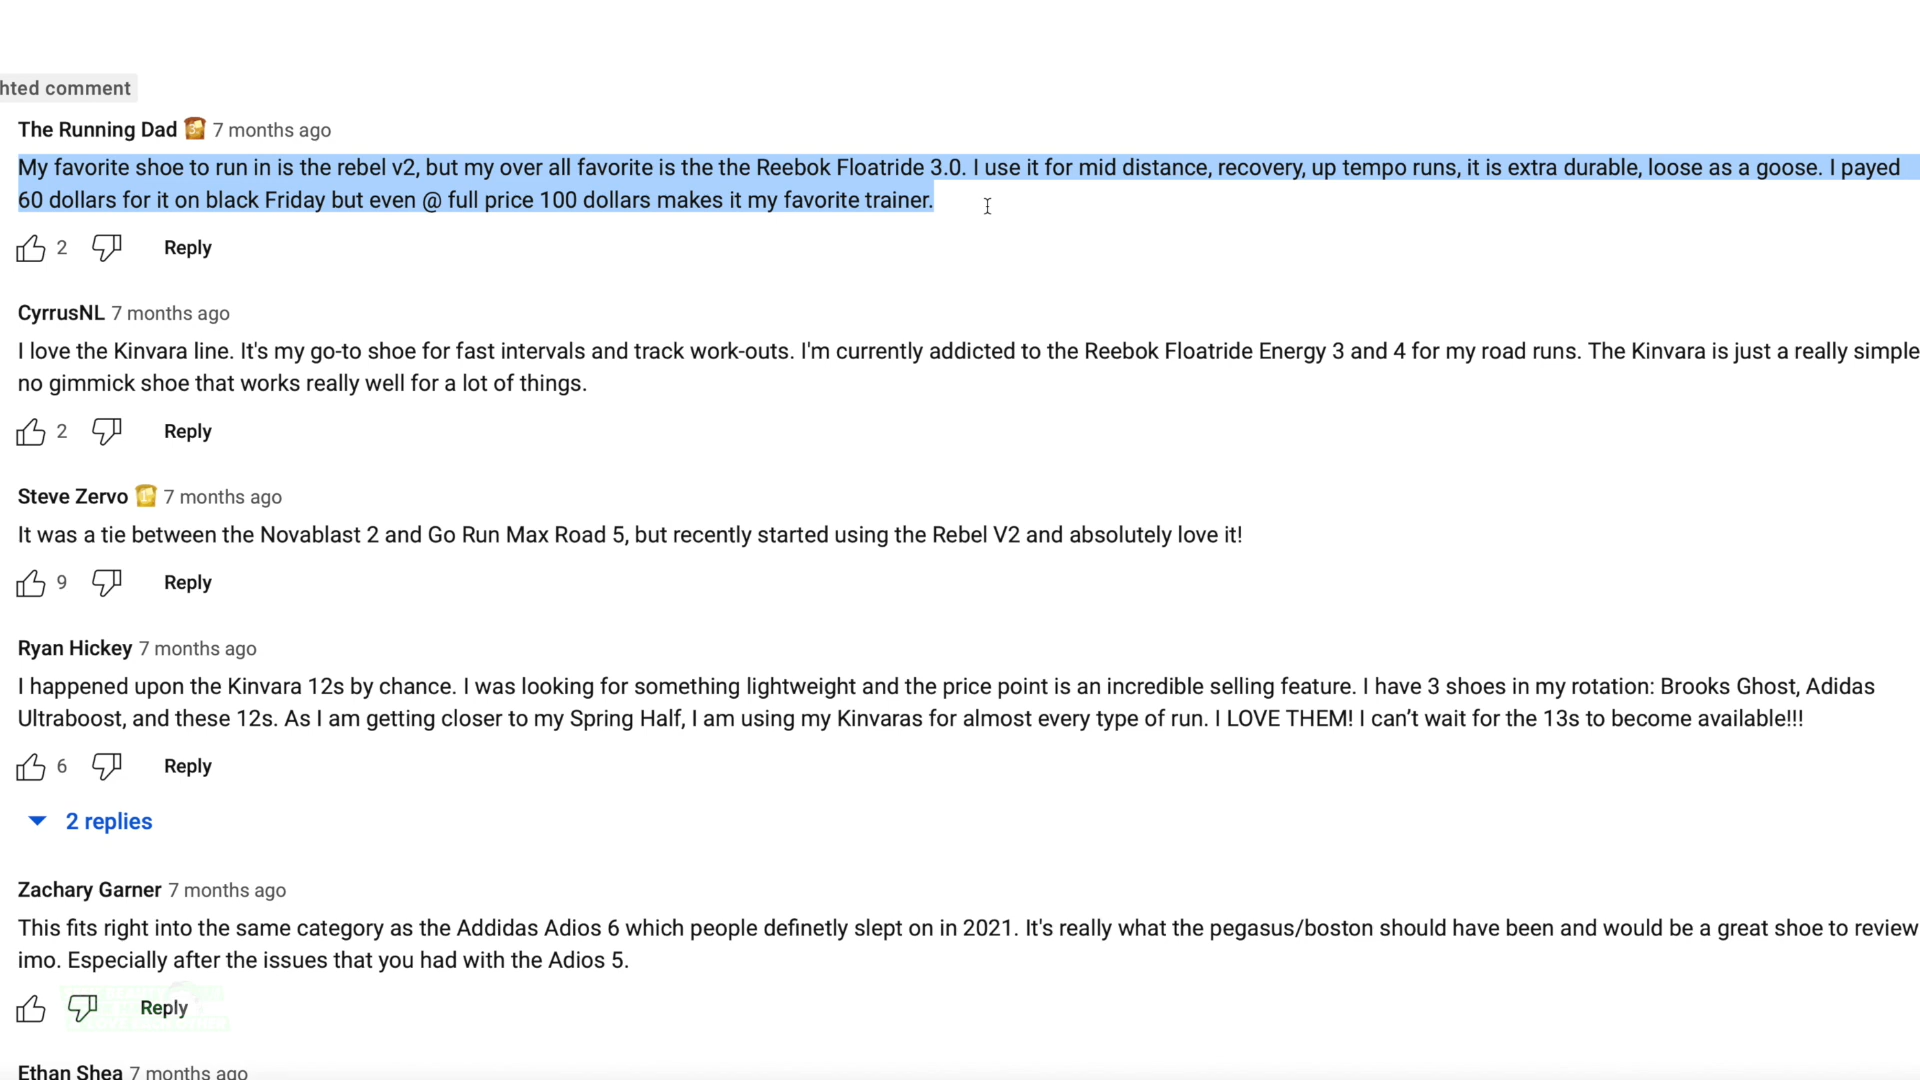 hted comment
The Running Dad 7 months ago
My favorite shoe to run in is the rebel v2, but my over all favorite is the the Reebok Floatride 3.0. I use it for mid distance, recovery, up tempo runs, it is extra durable, loose as a goose. I payed
60 dollars for it on black Friday but even @ full price 100 dollars makes it my favorite trainer.
2 Reply
CyrrusNL 7 months ago
I love the Kinvara line. It's my go-to shoe for fast intervals and track work-outs. I'm currently addicted to the Reebok Floatride Energy 3 and 4 for my road runs. The Kinvara is just a really simple
no gimmick shoe that works really well for a lot of things.
2 Reply
Steve Zervo 7 months ago
It was a tie between the Novablast 2 and Go Run Max Road 5, but recently started using the Rebel V2 and absolutely love it!
9 Reply
Ryan Hickey 7 months ago
I happened upon the Kinvara 12s by chance. I was looking for something lightweight and the price point is an incredible selling feature. I have 3 shoes in my rotation: Brooks Ghost, Adidas
Ultraboost, and these 12s. As I am getting closer to my Spring Half, I am using my Kinvaras for almost every type of run. I LOVE THEM! I can’t wait for the 13s to become available!!!
6 Reply
2 replies
Zachary Garner 7 months ago
This fits right into the same category as the Addidas Adios 6 which people definetly slept on in 2021. It's really what the pegasus/boston should have been and would be a great shoe to review
imo. Especially after the issues that you had with the Adios 5.
Reply
Ethan Shea 7 months ago